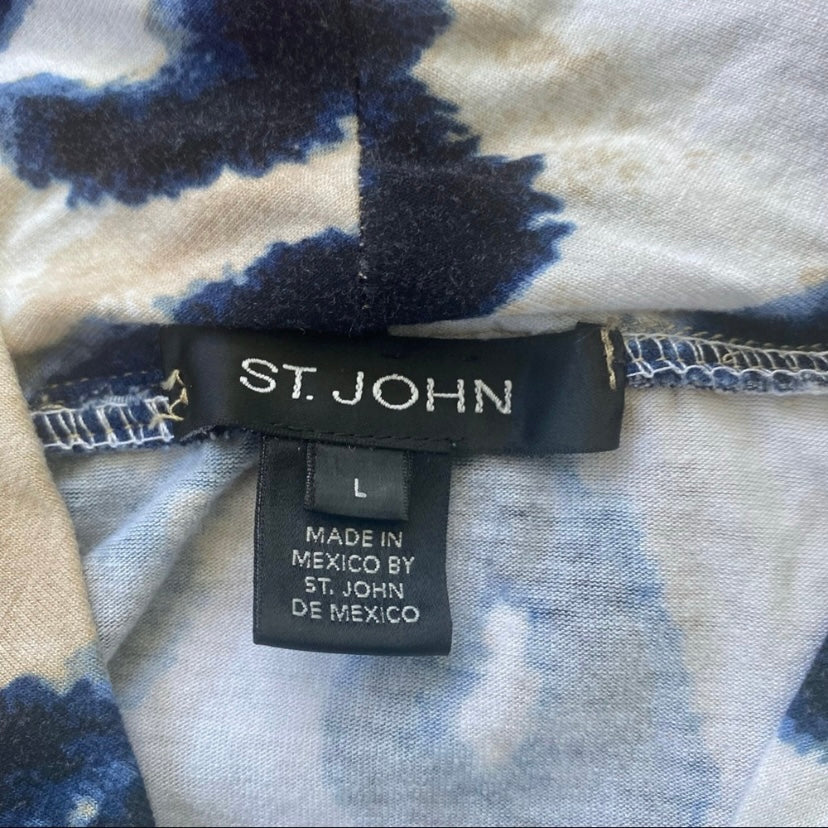 ST. JOHN
L
MADE IN
MEXICO BY
ST. JOHN
DE MEXICO